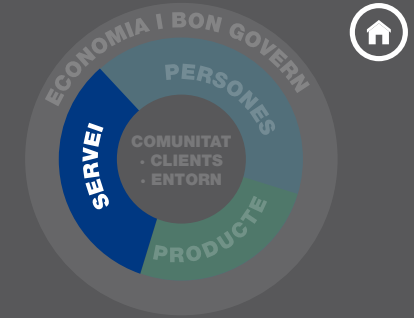 ECONOMIA I BON GOVERN
PERSONES
SERVEI
COMUNITAT
· CLIENTS
· ENTORN
PRODUCTE